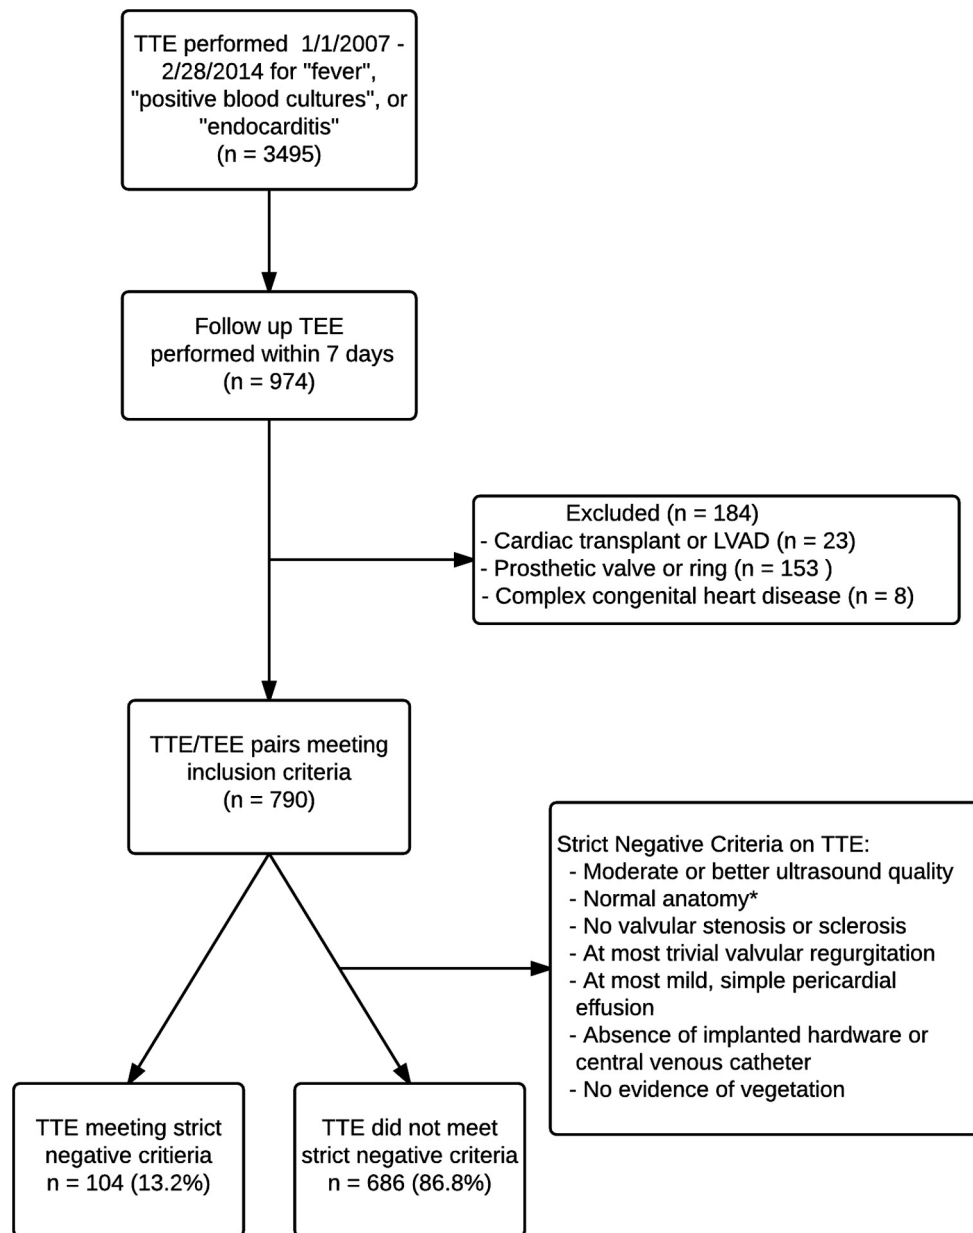 TTE performed 1/1/2007 -
2/28/2014 for "fever",
"positive blood cultures", or
"endocarditis"
(n = 3495)
Follow up TEE
performed within 7 days
(n = 974)
Excluded (n = 184)
- Cardiac transplant or LVAD (n = 23)
- Prosthetic valve or ring (n = 153 )
- Complex congenital heart disease (n = 8)
TTE/TEE pairs meeting
inclusion criteria
(n = 790)
Strict Negative Criteria on TTE:
- Moderate or better ultrasound quality
- Normal anatomy*
- No valvular stenosis or sclerosis
- At most trivial valvular regurgitation
- At most mild, simple pericardial
effusion
- Absence of implanted hardware or
central venous catheter
- No evidence of vegetation
TTE meeting strict
negative critieria
n = 104 (13.2%)
TTE did not meet
strict negative criteria
n = 686 (86.8%)